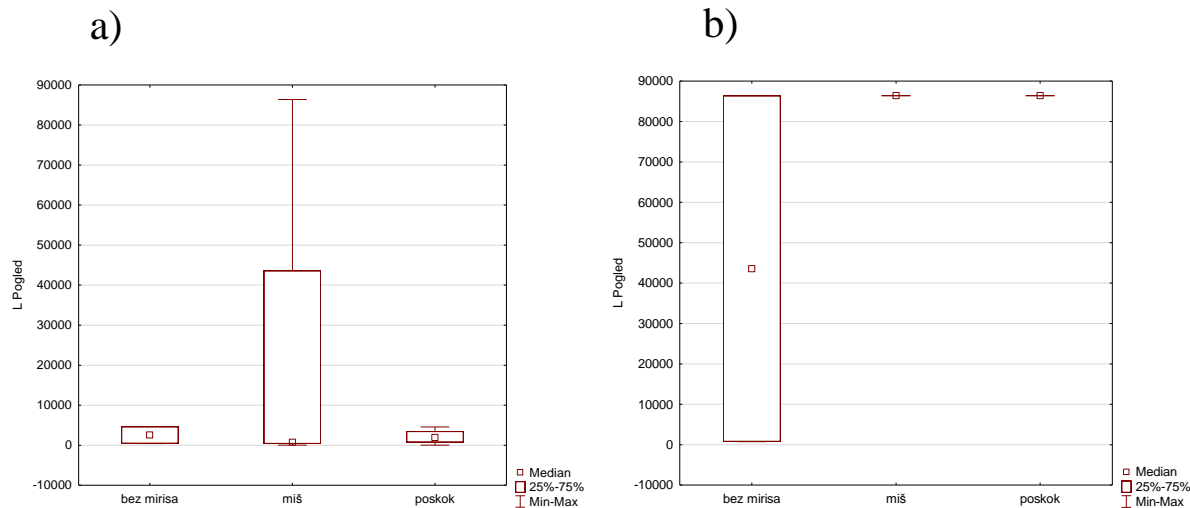 a)
90000
80000
70000
60000
50000
40000
30000
20000
10000
0
-10000
L Pogled
bez mirisa
miš
poskok
Median
25%-75%
Min-Max
b)
90000
80000
70000
60000
50000
40000
30000
20000
10000
0
-10000
L Pogled
bez mirisa
miš
poskok
Median
25%-75%
Min-Max